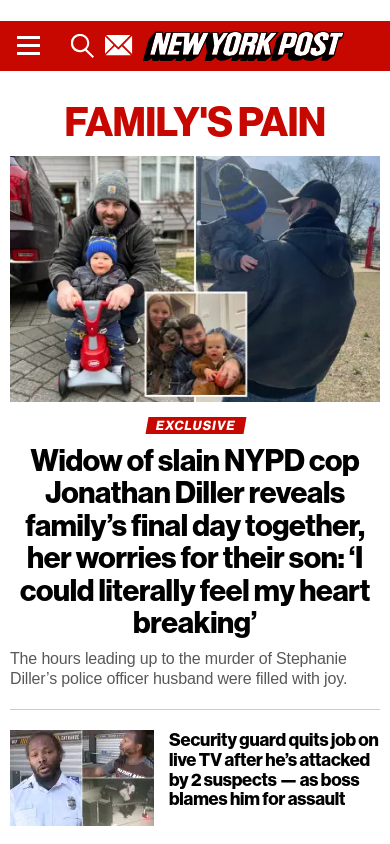 NEW YORK POST
FAMILY'S PAIN
EXCLUSIVE
Widow of slain NYPD cop
Jonathan Diller reveals
family’s final day together,
her worries for their son: ‘I
could literally feel my heart
breaking’
The hours leading up to the murder of Stephanie
Diller’s police officer husband were filled with joy.
Security guard quits job on
live TV after he’s attacked
by 2 suspects — as boss
blames him for assault